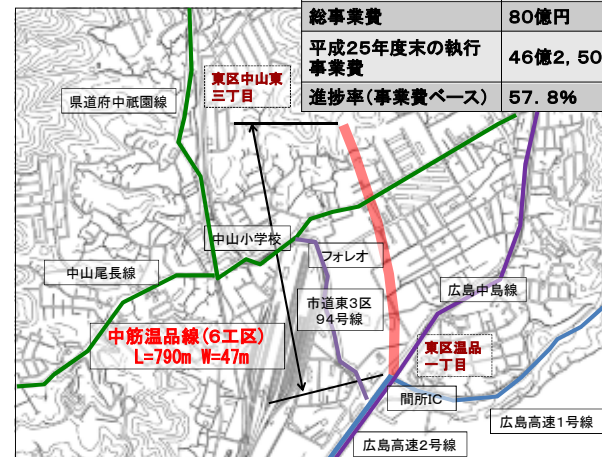 総事業費 80億円
平成25年度末の執行
事業費 46億2, 50
進捗率(事業費ベース) 57. 8%
東区中山東
三丁目
県道府中祇園線
中山小学校
フォレオ
中山尾長線
市道東3区
94号線
広島中島線
中筋温品線(6工区)
L=790m W=47m
東区温品
一丁目
間所IC
広島高速1号線
広島高速2号線